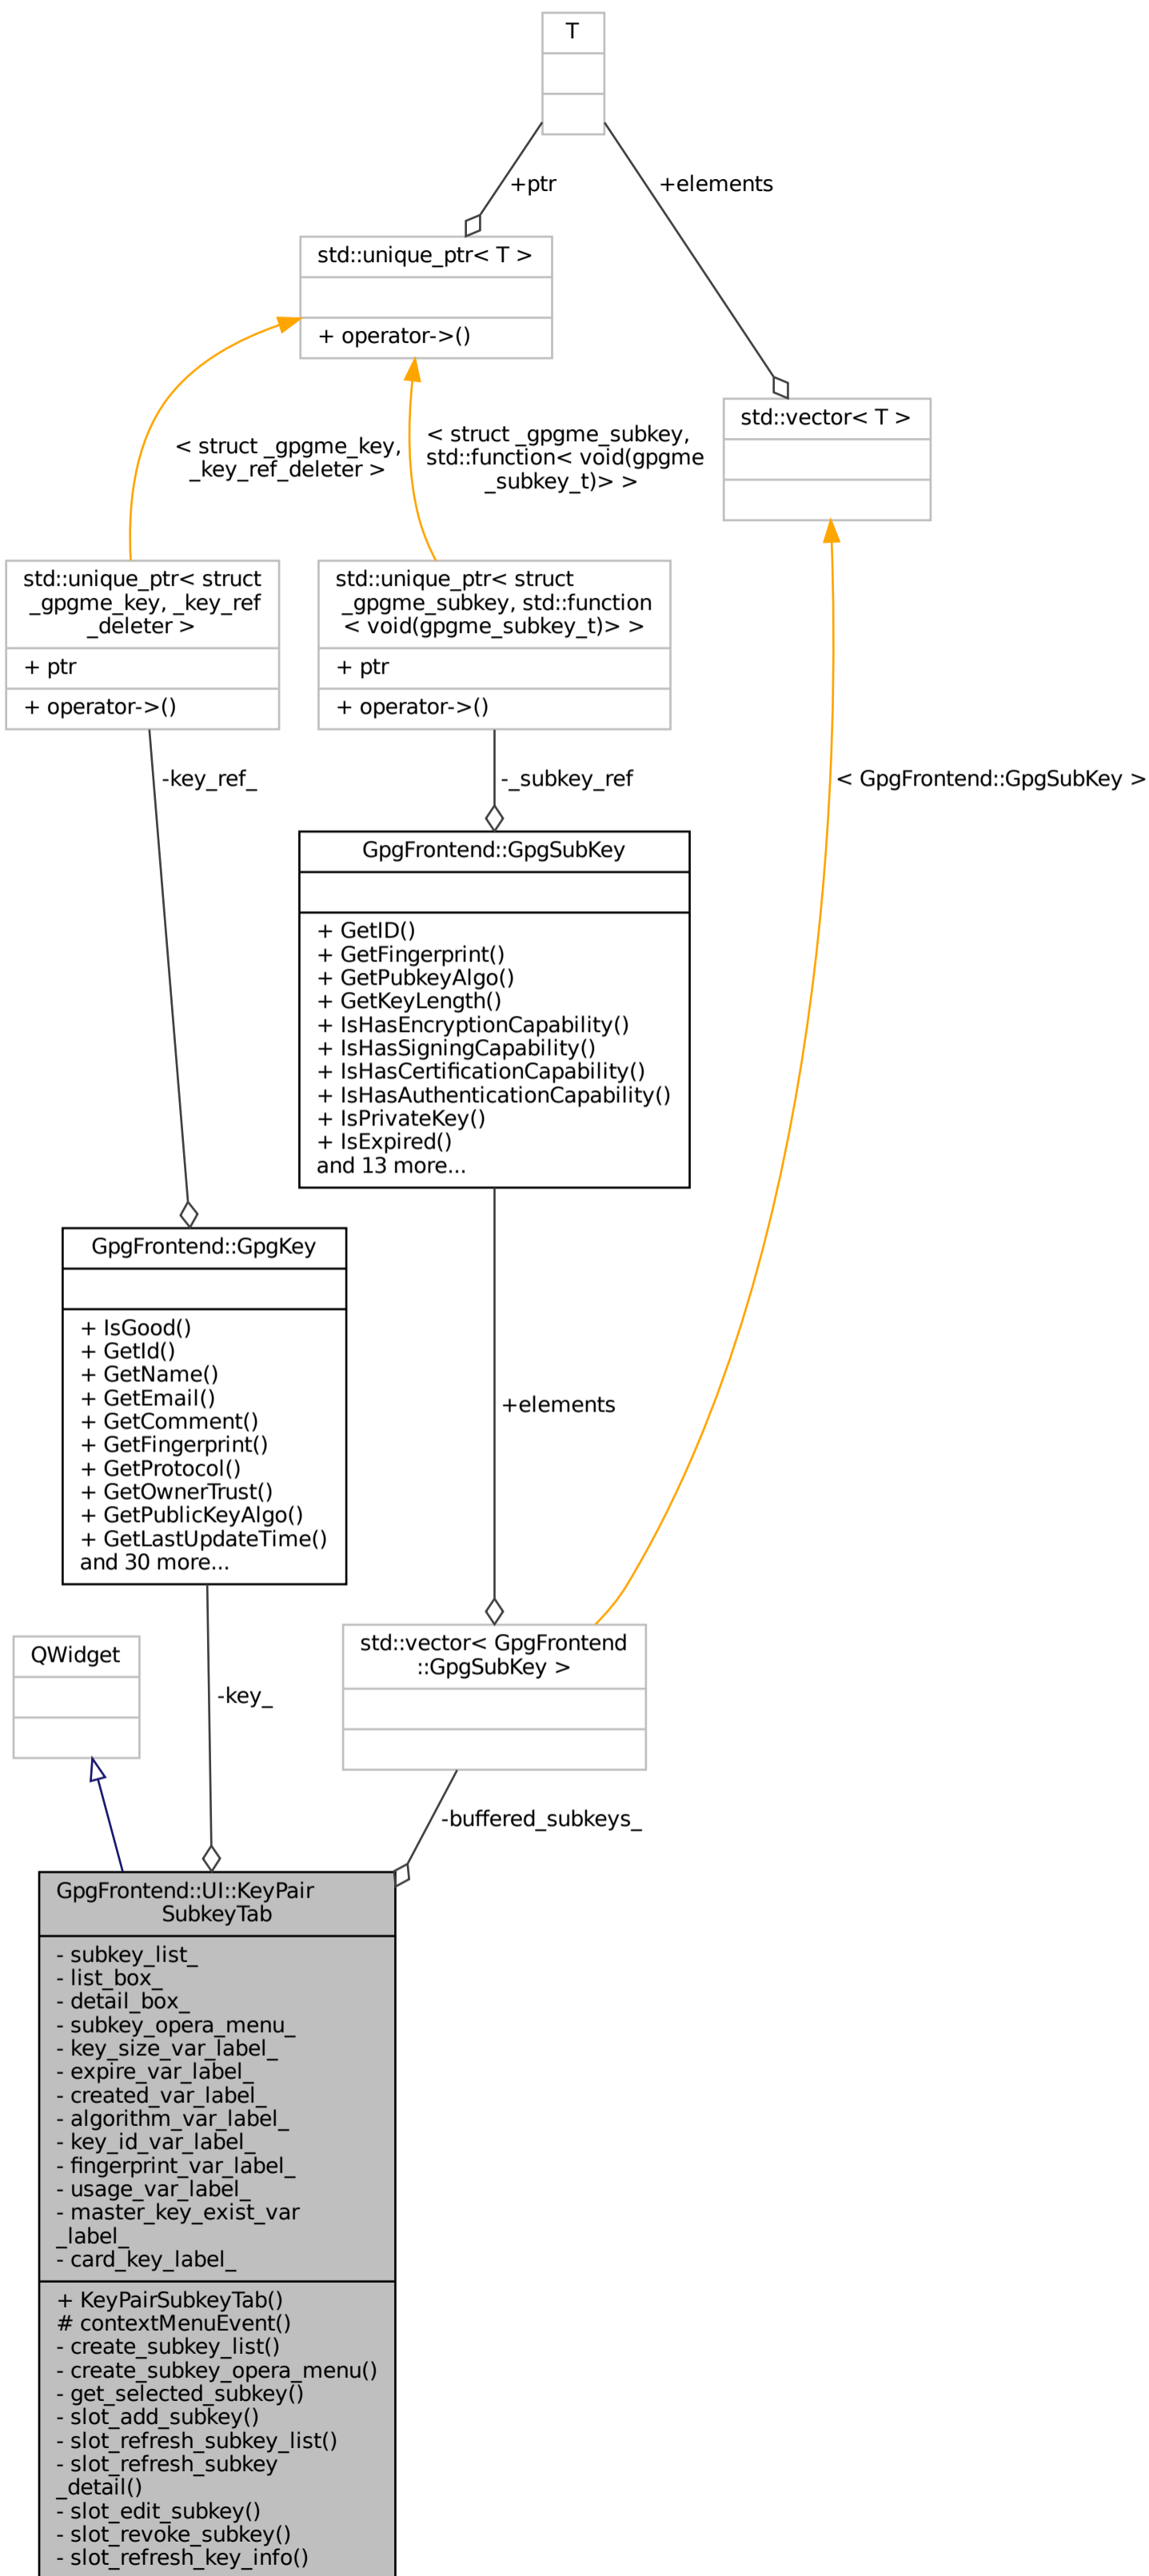 T
+ptr
+elements
std::unique_ptr< T >
+ operator->()
std::vector< T >
< struct _gpgme_key,
_key_ref_deleter >
< struct _gpgme_subkey,
std::function< void(gpgme
_subkey_t)> >
std::unique_ptr< struct
_gpgme_key, _key_ref
_deleter >
+ ptr
+ operator->()
std::unique_ptr< struct
_gpgme_subkey, std::function
< void(gpgme_subkey_t)> >
+ ptr
+ operator->()
-key_ref_
-_subkey_ref
< GpgFrontend::GpgSubKey >
GpgFrontend::GpgSubKey
+ GetID()
+ GetFingerprint()
+ GetPubkeyAlgo()
+ GetKeyLength()
+ IsHasEncryptionCapability()
+ IsHasSigningCapability()
+ IsHasCertificationCapability()
+ IsHasAuthenticationCapability()
+ IsPrivateKey()
+ IsExpired()
and 13 more...
GpgFrontend::GpgKey
+ IsGood()
+ GetId()
+ GetName()
+ GetEmail()
+ GetComment()
+ GetFingerprint()
+ GetProtocol()
+ GetOwnerTrust()
+ GetPublicKeyAlgo()
+ GetLastUpdateTime()
and 30 more...
+elements
QWidget
-key_
std::vector< GpgFrontend
::GpgSubKey >
-buffered_subkeys_
GpgFrontend::UI::KeyPair
SubkeyTab
- subkey_list_
- list_box_
- detail_box_
- subkey_opera_menu_
- key_size_var_label_
- expire_var_label_
- created_var_label_
- algorithm_var_label_
- key_id_var_label_
- fingerprint_var_label_
- usage_var_label_
- master_key_exist_var
_label_
- card_key_label_
+ KeyPairSubkeyTab()
# contextMenuEvent()
- create_subkey_list()
- create_subkey_opera_menu()
- get_selected_subkey()
- slot_add_subkey()
- slot_refresh_subkey_list()
- slot_refresh_subkey
_detail()
- slot_edit_subkey()
- slot_revoke_subkey()
- slot_refresh_key_info()